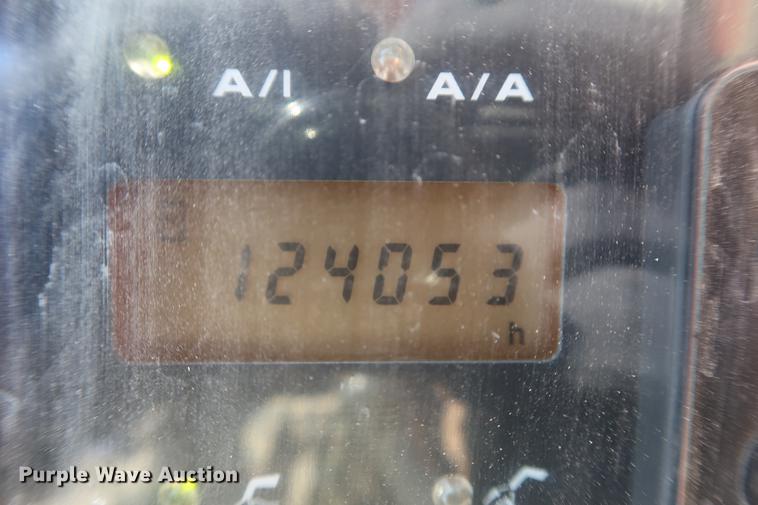 A/I A/A
124053
h
Purple Wave Auction